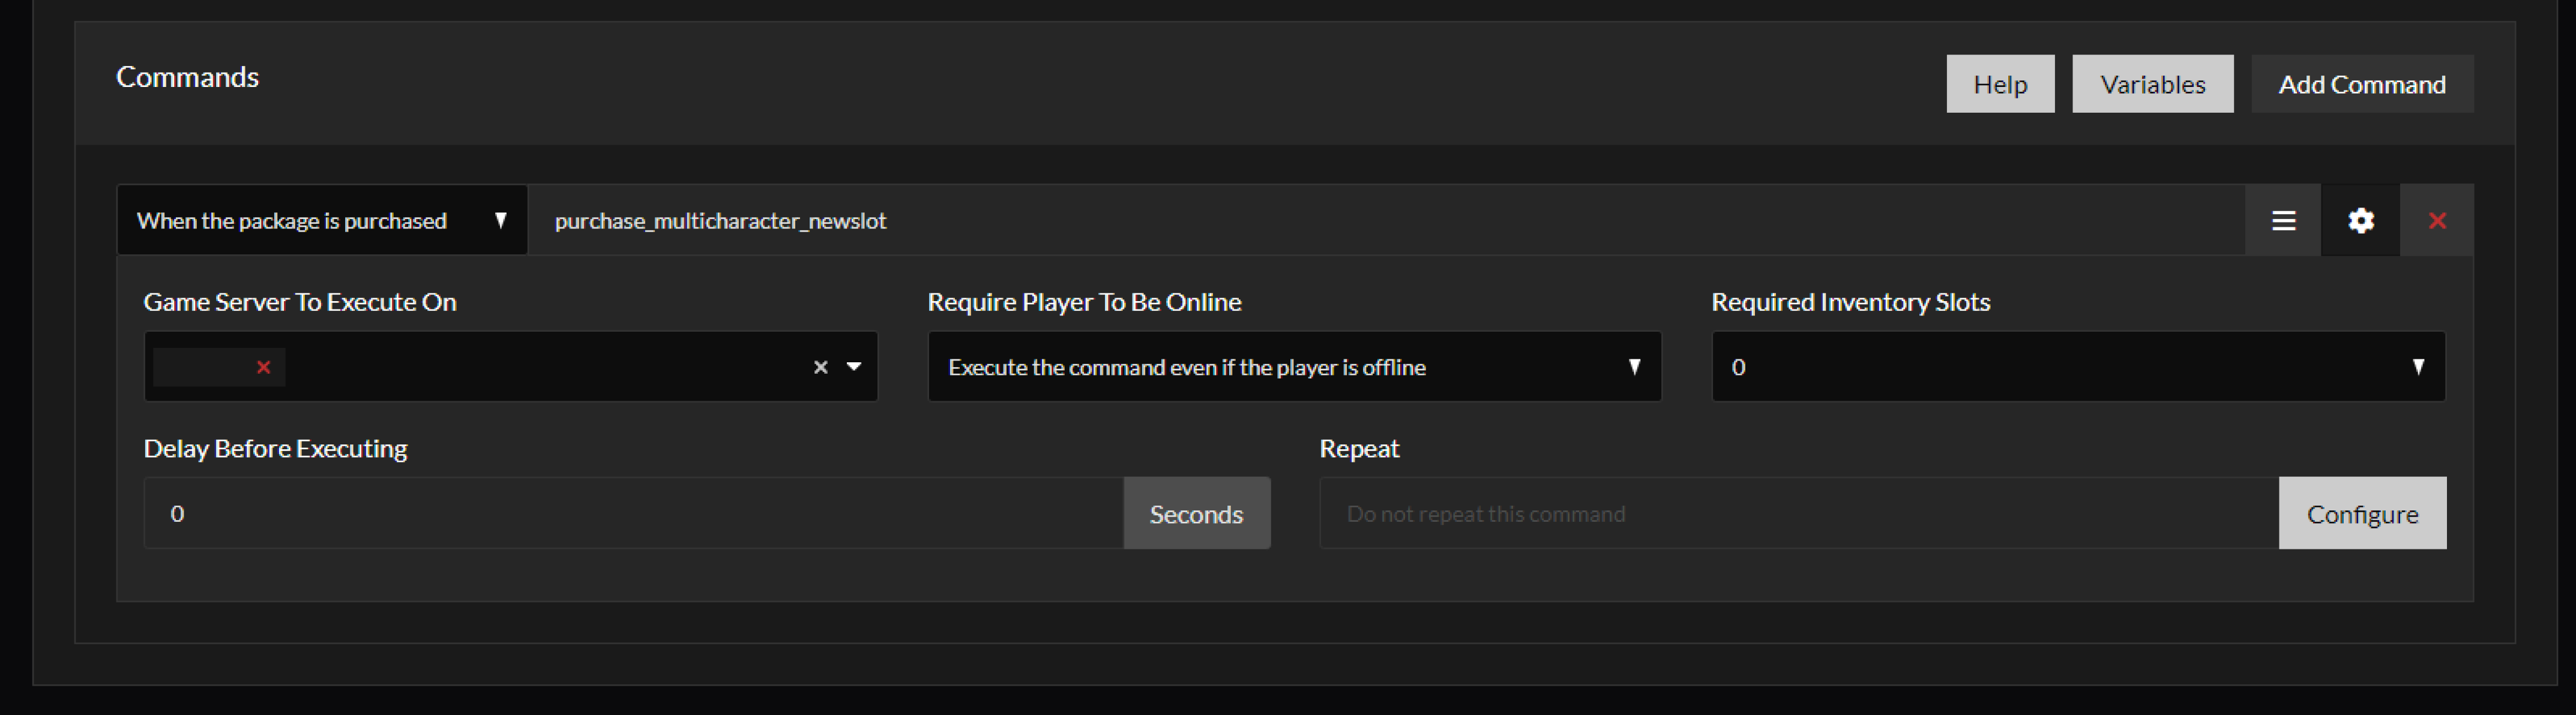 Commands
Help
Variables
Add Command
When the package is purchased
purchase_multicharacter_newslot
Game Server To Execute On
Require Player To Be Online
Required Inventory Slots
Execute the command even if the player is offline
0
Delay Before Executing
Repeat
0
Seconds
Do not repeat this command
Configure